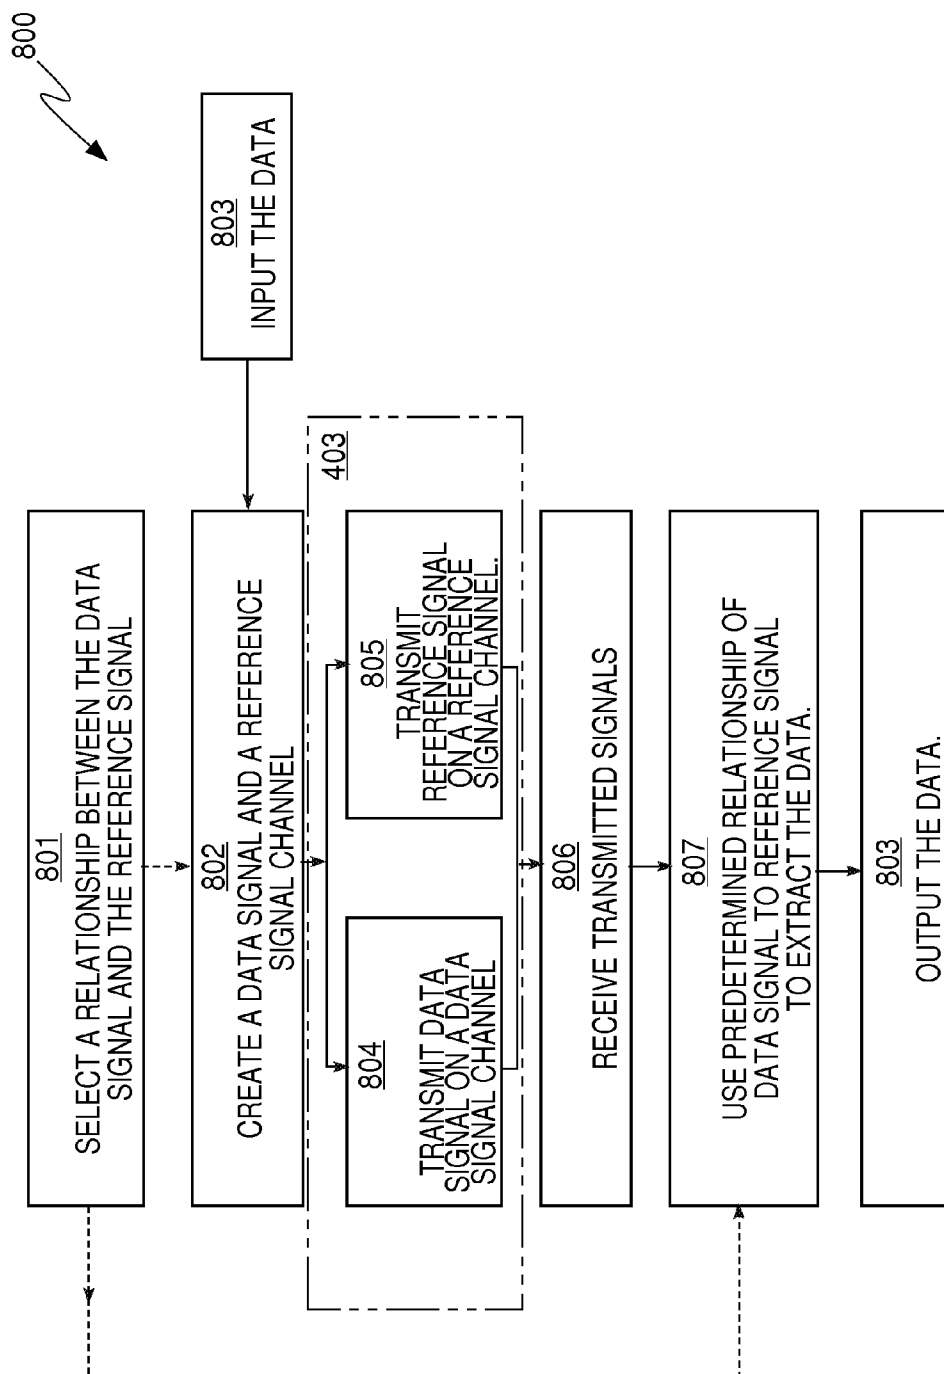 800
801
SELECT A RELATIONSHIP BETWEEN THE DATA
SIGNAL AND THE REFERENCE SIGNAL
803
INPUT THE DATA
802
CREATE A DATA SIGNAL AND A REFERENCE
SIGNAL CHANNEL
403
804
TRANSMIT DATA
SIGNAL ON A DATA
SIGNAL CHANNEL
805
TRANSMIT
REFERENCE SIGNAL
ON A REFERENCE
SIGNAL CHANNEL.
806
RECEIVE TRANSMITTED SIGNALS
807
USE PREDETERMINED RELATIONSHIP OF
DATA SIGNAL TO REFERENCE SIGNAL
TO EXTRACT THE DATA.
803
OUTPUT THE DATA.